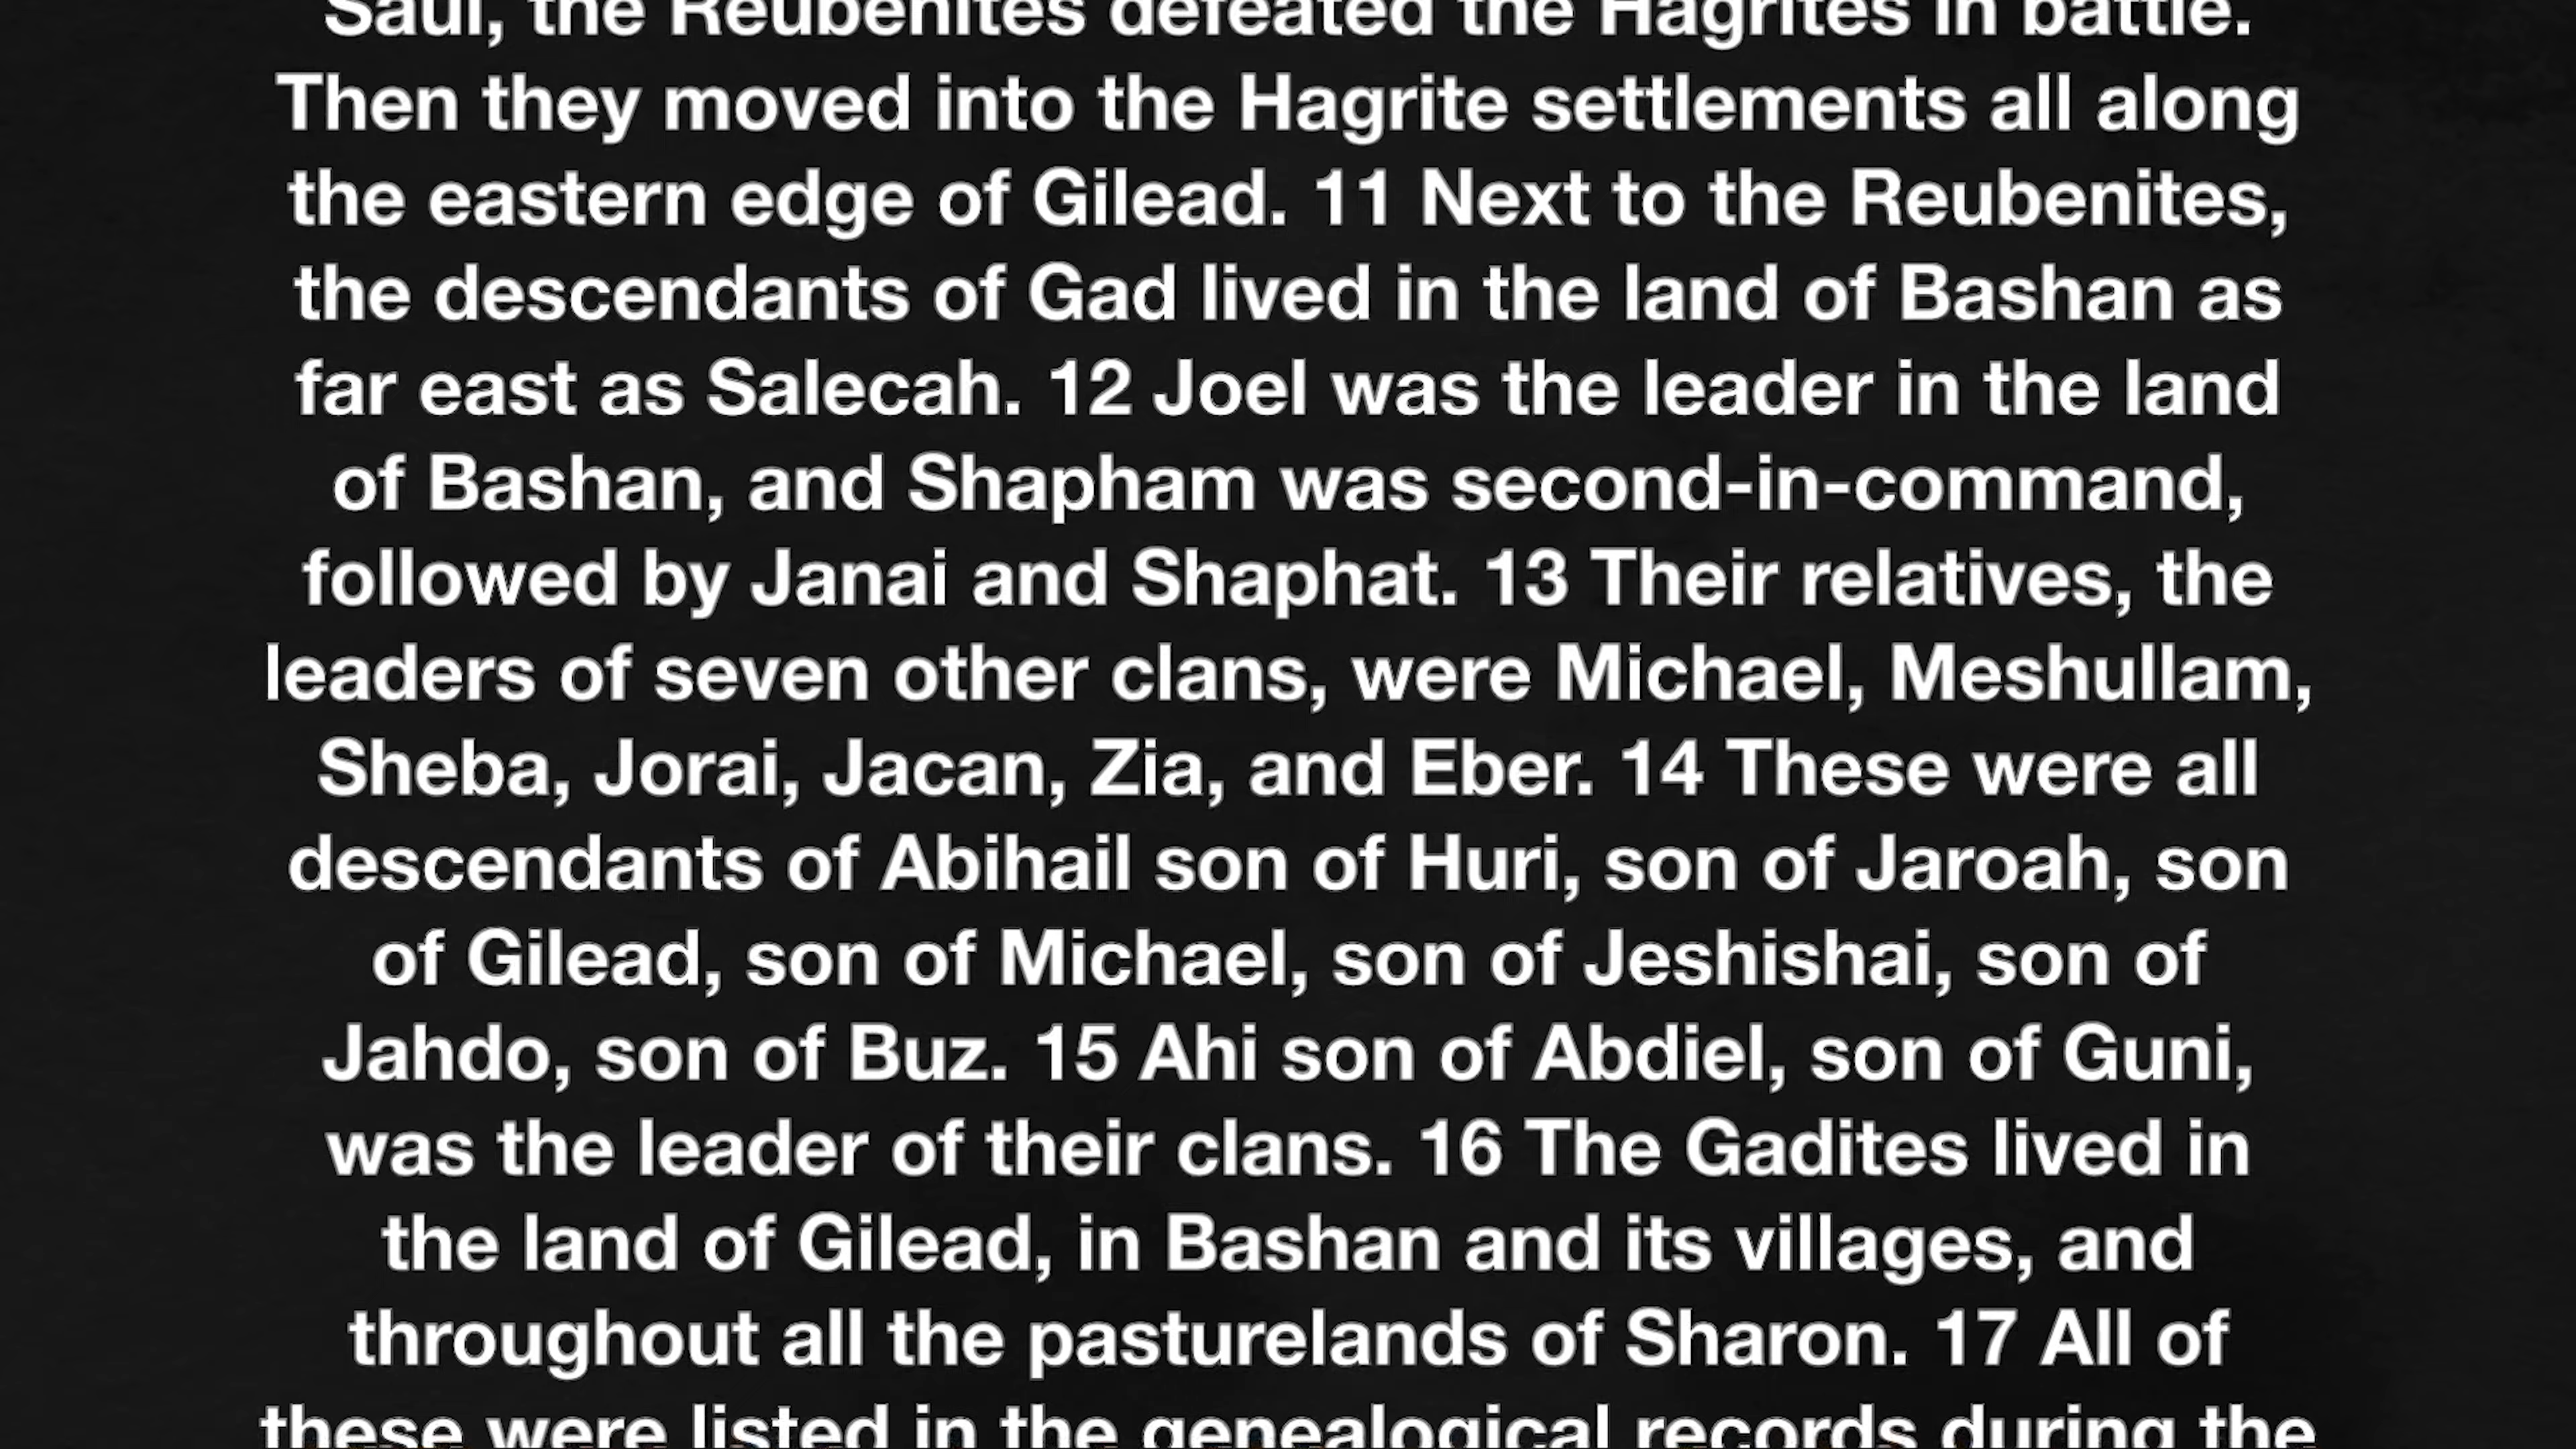 Saul, the Reubenites defeated the Hagrites in battle.
Then they moved into the Hagrite settlements all along
the eastern edge of Gilead. 11 Next to the Reubenites,
the descendants of Gad lived in the land of Bashan as
far east as Salecah. 12 Joel was the leader in the land
of Bashan, and Shapham was second-in-command,
followed by Janai and Shaphat. 13 Their relatives, the
leaders of seven other clans, were Michael, Meshullam,
Sheba, Jorai, Jacan, Zia, and Eber. 14 These were all
descendants of Abihail son of Huri, son of Jaroah, son
of Gilead, son of Michael, son of Jeshishai, son of
Jahdo, son of Buz. 15 Ahi son of Abdiel, son of Guni,
was the leader of their clans. 16 The Gadites lived in
the land of Gilead, in Bashan and its villages, and
throughout all the pasturelands of Sharon. 17 All of
these were listed in the genealogical records during the